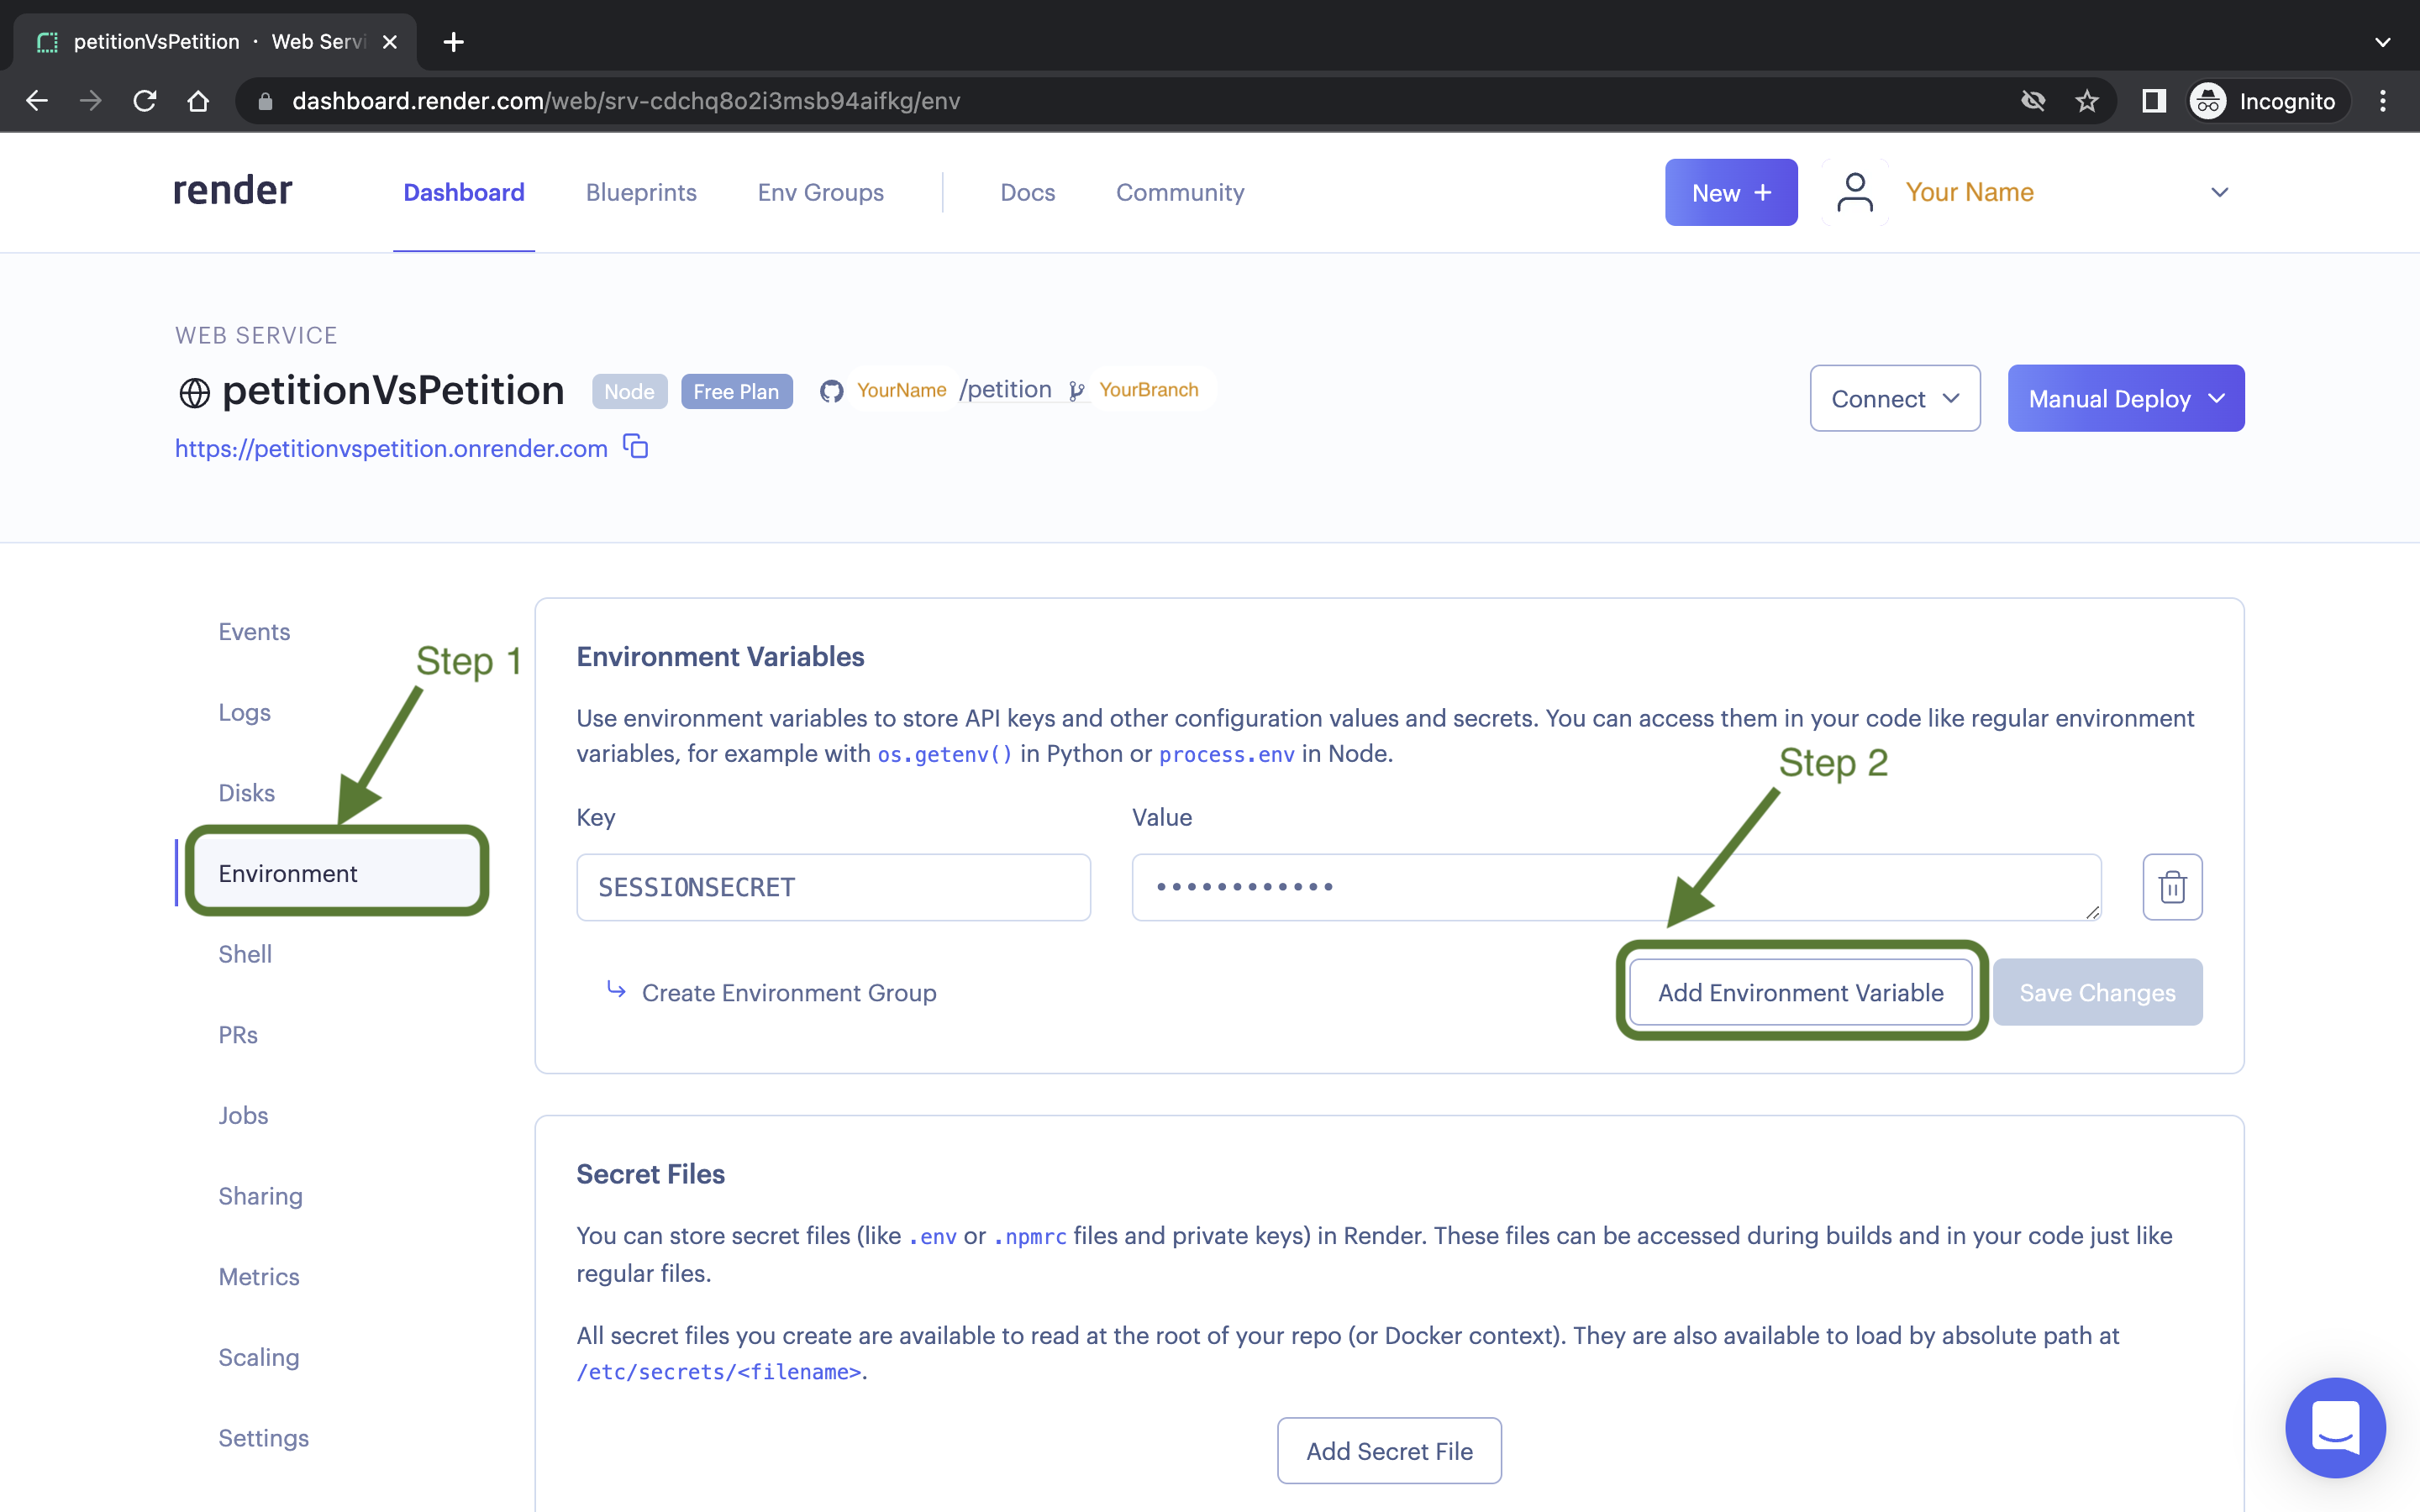 petitionVsPetition · Web Servi
dashboard.render.com/web/srv-cdchq8o2i3msb94aifkg/env
Incognito
render
Dashboard
Blueprints
Env Groups
Docs
Community
New +
Your Name
WEB SERVICE
petitionVsPetition
Node
Free Plan
YourName /petition
YourBranch
Connect
Manual Deploy
https://petitionvspetition.onrender.com
Events
Step 1
Logs
Disks
Environment
Shell
PRs
Jobs
Sharing
Metrics
Scaling
Settings
Environment Variables
Use environment variables to store API keys and other configuration values and secrets. You can access them in your code like regular environment
variables, for example with os.getenv() in Python or process.env in Node.
Step 2
Key
Value
SESSIONSECRET
••••••••••••
Create Environment Group
Add Environment Variable
Save Changes
Secret Files
You can store secret files (like .env or .npmrc files and private keys) in Render. These files can be accessed during builds and in your code just like
regular files.
All secret files you create are available to read at the root of your repo (or Docker context). They are also available to load by absolute path at
/etc/secrets/<filename>.
Add Secret File